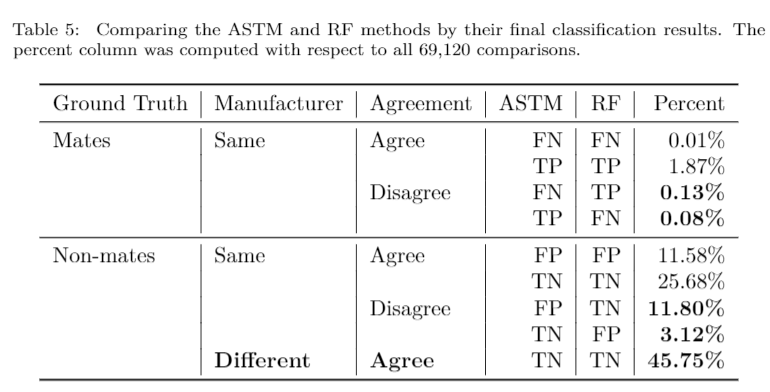 Table 5: Comparing the ASTM and RF methods by their final classification results. The
percent column was computed with respect to all 69,120 comparisons.
Ground Truth Manufacturer Agreement ASTM RF Percent
Mates Same Agree FN FN 0.01%
TP TP 1.87%
Disagree FN TP 0.13%
TP FN 0.08%
Non-mates Same Agree FP FP 11.58%
TN TN 25.68%
Disagree FP TN 11.80%
TN FP 3.12%
Different Agree TN TN 45.75%